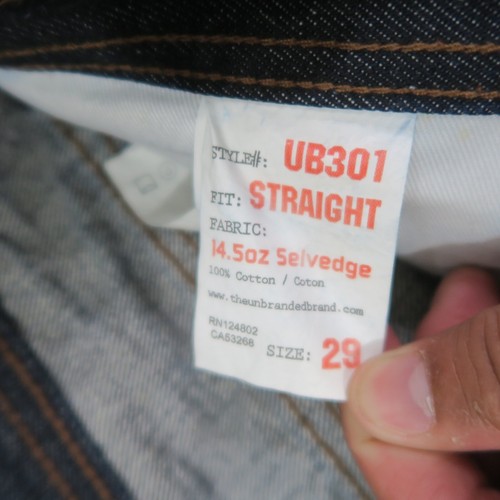 STYLE#: UB301
FIT: STRAIGHT
FABRIC:
14.5oz Selvedge
100% Cotton / Coton
www.theunbrandedbrand.com
RN124802
CA53268
SIZE: 29